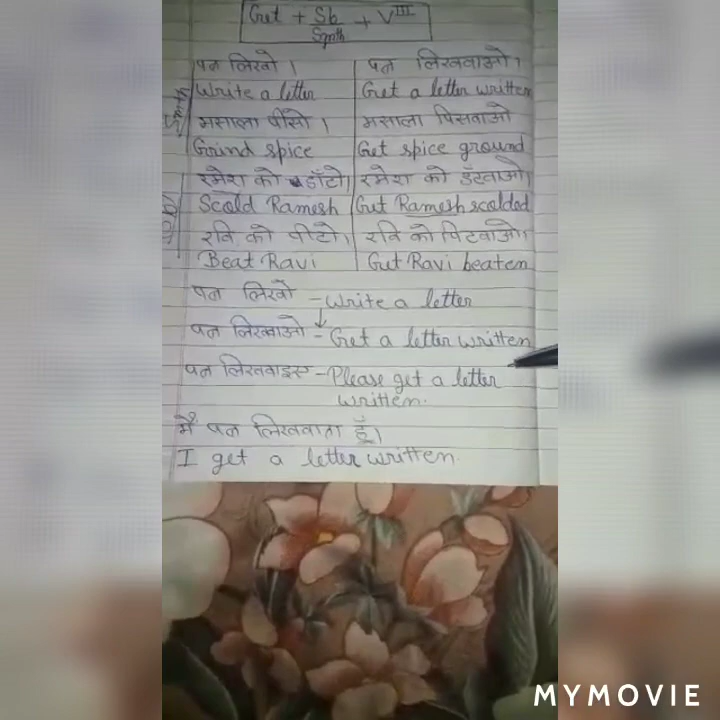 Get + Sb/Smth + VIII
पत्र लिखो। पत्र लिखवाओ।
Write a letter Get a letter written
मसाला पीसो। मसाला पिसवाओ
Grind spice Get spice ground
रमेश को डाँटो। रमेश को डँटवाओ।
Scold Ramesh Get Ramesh scolded
रवि को पीटो। रवि को पिटवाओ।
Beat Ravi Get Ravi beaten
पत्र लिखो - Write a letter
पत्र लिखवाओ - Get a letter written
पत्र लिखवाइए - Please get a letter
written.
मैं पत्र लिखवाता हूँ।
I get a letter written.
MYMOVIE